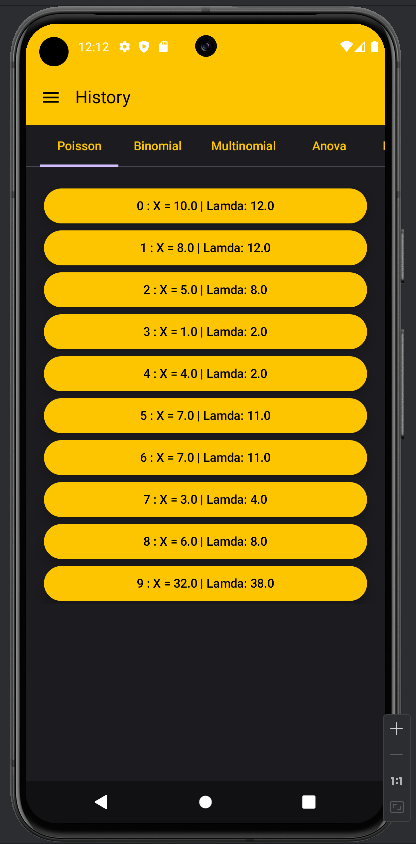 12:12
History
Poisson Binomial Multinomial Anova
0 : X = 10.0 | Lamda: 12.0
1 : X = 8.0 | Lamda: 12.0
2 : X = 5.0 | Lamda: 8.0
3 : X = 1.0 | Lamda: 2.0
4 : X = 4.0 | Lamda: 2.0
5 : X = 7.0 | Lamda: 11.0
6 : X = 7.0 | Lamda: 11.0
7 : X = 3.0 | Lamda: 4.0
8 : X = 6.0 | Lamda: 8.0
9 : X = 32.0 | Lamda: 38.0
1:1